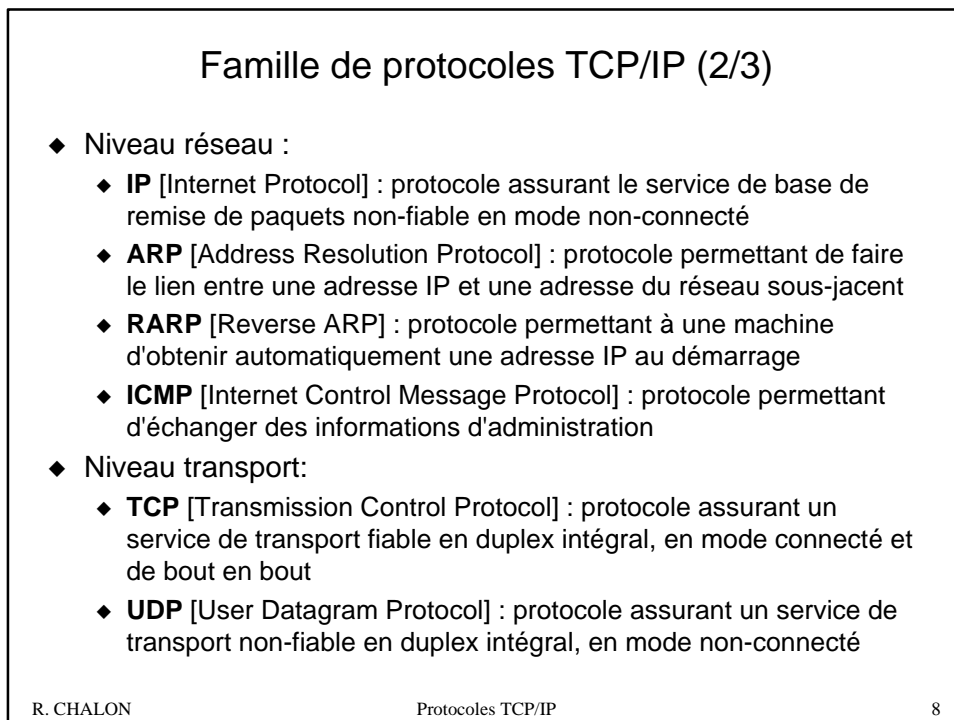 Famille de protocoles TCP/IP (2/3)
◆ Niveau réseau :
◆ IP [Internet Protocol] : protocole assurant le service de base de
remise de paquets non-fiable en mode non-connecté
◆ ARP [Address Resolution Protocol] : protocole permettant de faire
le lien entre une adresse IP et une adresse du réseau sous-jacent
◆ RARP [Reverse ARP] : protocole permettant à une machine
d'obtenir automatiquement une adresse IP au démarrage
◆ ICMP [Internet Control Message Protocol] : protocole permettant
d'échanger des informations d'administration
◆ Niveau transport:
◆ TCP [Transmission Control Protocol] : protocole assurant un
service de transport fiable en duplex intégral, en mode connecté et
de bout en bout
◆ UDP [User Datagram Protocol] : protocole assurant un service de
transport non-fiable en duplex intégral, en mode non-connecté
R. CHALON Protocoles TCP/IP 8